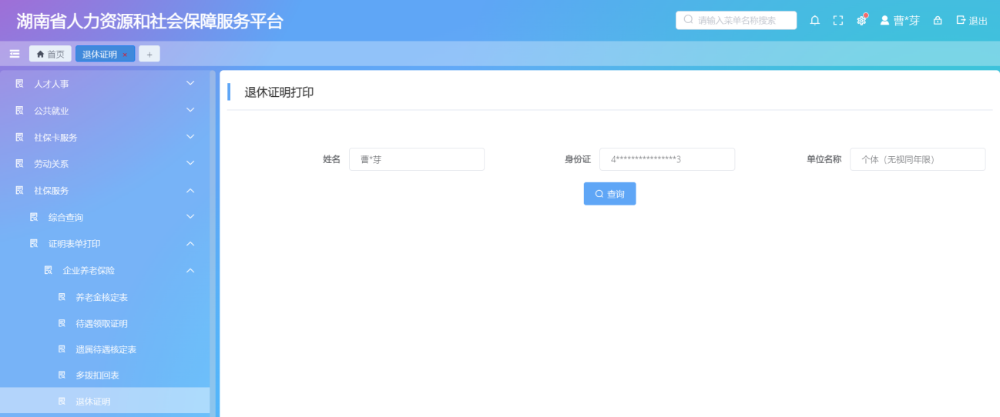 湖南省人力资源和社会保障服务平台
请输入菜单名称搜索
曹*芽
退出
首页
退休证明 ×
+
人才人事
公共就业
社保卡服务
劳动关系
社保服务
综合查询
证明表单打印
企业养老保险
养老金核定表
待遇领取证明
遗属待遇核定表
多拨扣回表
退休证明
退休证明打印
姓名 曹*芽
身份证 4****************3
单位名称 个体（无视同年限）
查询